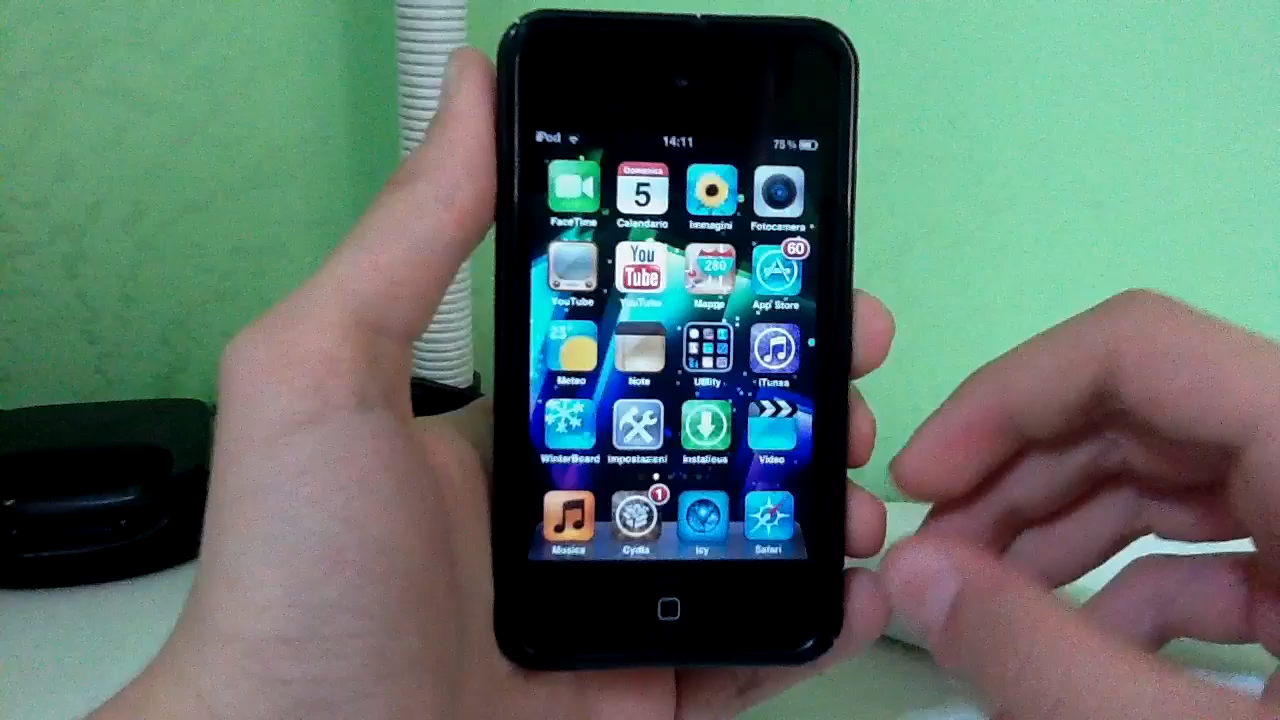 iPod 14:11 75 %
Domenica
5
FaceTime Calendario Immagini Fotocamera
You
Tube
280
60
YouTube YouTube Mappe App Store
23°
Meteo Note Utility iTunes
WinterBoard Impostazioni Installous Video
1
Musica Cydia Icy Safari